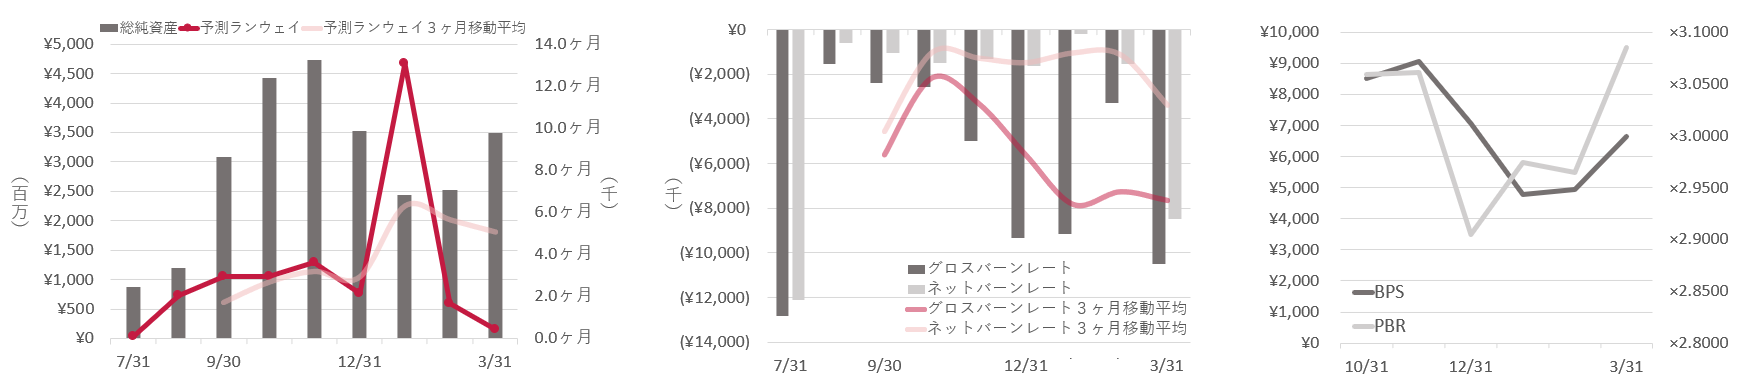 総純資産 予測ランウェイ 予測ランウェイ３ヶ月移動平均
¥5,000
¥4,500
¥4,000
¥3,500
¥3,000
¥2,500
¥2,000
¥1,500
¥1,000
¥500
¥0
（百万）
14.0ヶ月
12.0ヶ月
10.0ヶ月
8.0ヶ月
6.0ヶ月
4.0ヶ月
2.0ヶ月
0.0ヶ月
（千）
7/31 9/30 12/31 3/31
¥0
(¥2,000)
(¥4,000)
(¥6,000)
(¥8,000)
(¥10,000)
(¥12,000)
(¥14,000)
（千）
グロスバーンレート
ネットバーンレート
グロスバーンレート３ヶ月移動平均
ネットバーンレート３ヶ月移動平均
7/31 9/30 12/31 3/31
¥10,000
¥9,000
¥8,000
¥7,000
¥6,000
¥5,000
¥4,000
¥3,000
¥2,000
¥1,000
¥0
×3.1000
×3.0500
×3.0000
×2.9500
×2.9000
×2.8500
×2.8000
BPS
PBR
10/31 12/31 3/31